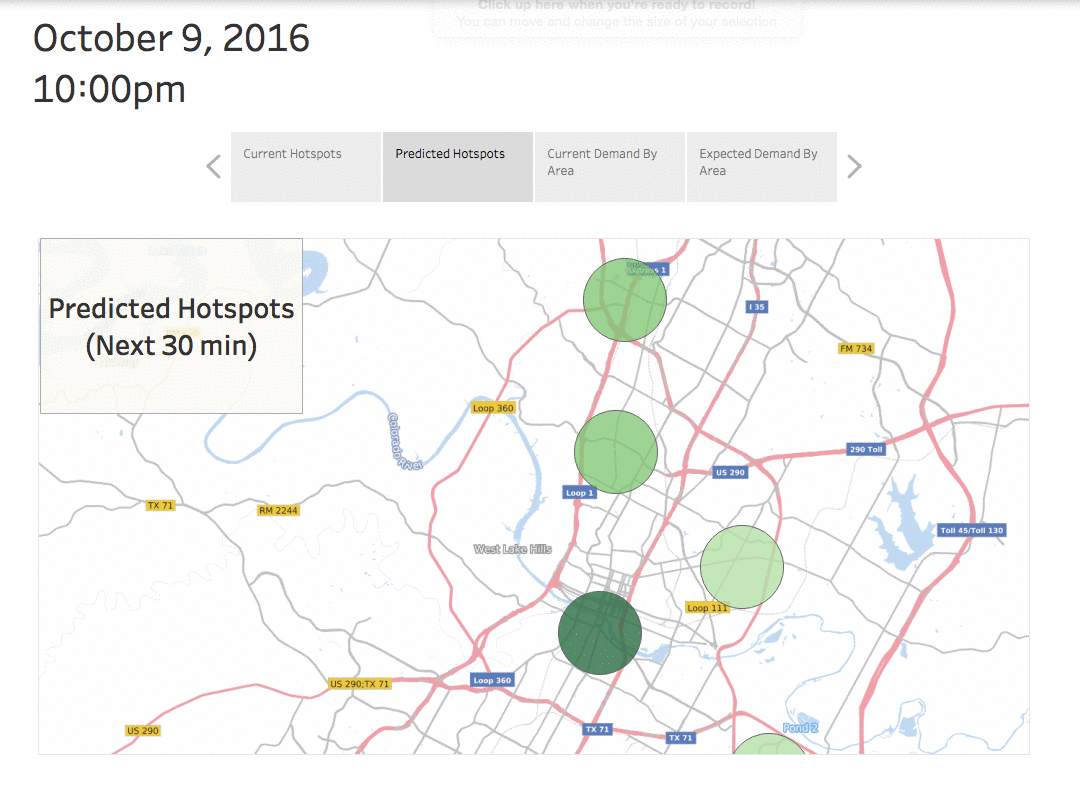 Click up here when you're ready to record!
You can move and change the size of your selection
October 9, 2016
10:00pm
Current Hotspots
Predicted Hotspots
Current Demand By
Area
Expected Demand By
Area
Predicted Hotspots
(Next 30 min)
I 35
FM 734
Loop 360
Colorado River
290 Toll
US 290
Loop 1
TX 71
RM 2244
Toll 45/Toll 130
West Lake Hills
Loop 111
Loop 360
US 290;TX 71
US 290
TX 71
TX 71
Pond 2